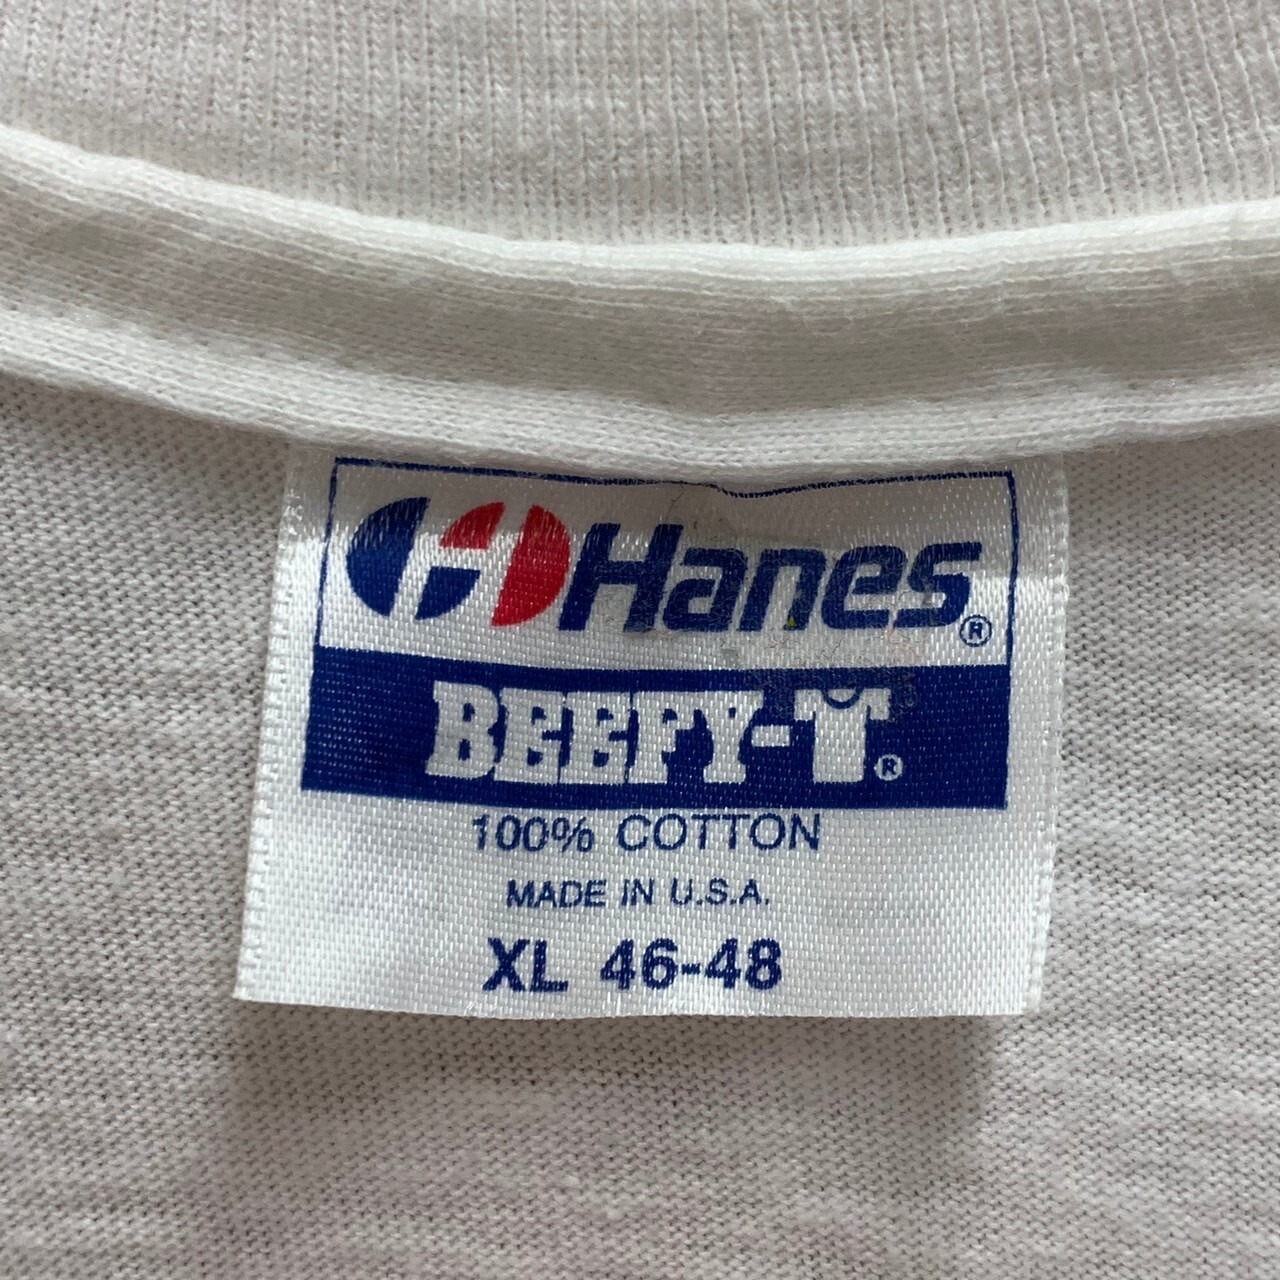 Hanes®
BEEFY-T®
100% COTTON
MADE IN U.S.A.
XL 46-48